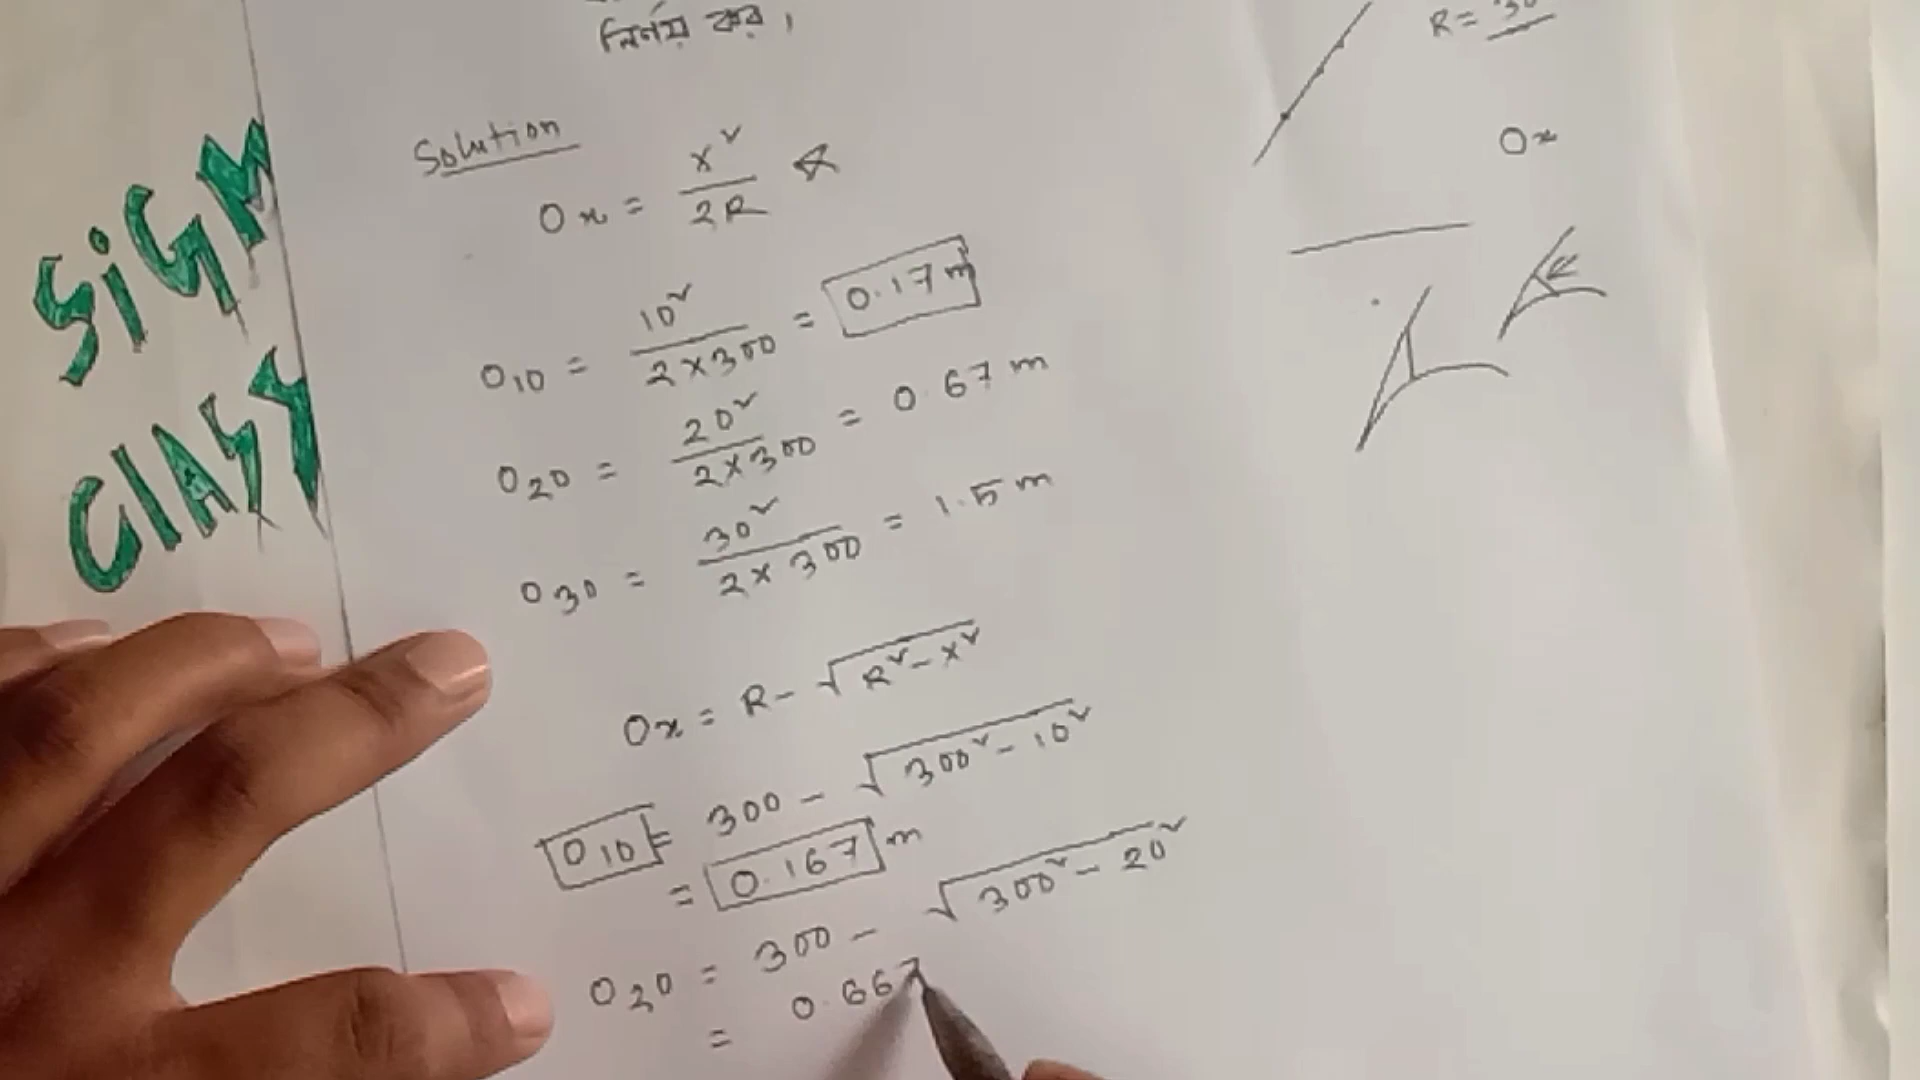 নির্ণয় কর।
R = 30
SiGM
ClASS
Solution
Ox = x² / 2R
Ox
O10 = 10² / 2×300 = 0.17 m
O20 = 20² / 2×300 = 0.67 m
O30 = 30² / 2×300 = 1.5 m
Ox = R - √R² - x²
O10 = 300 - √300² - 10²
= 0.167 m
O20 = 300 - √300² - 20²
= 0.667